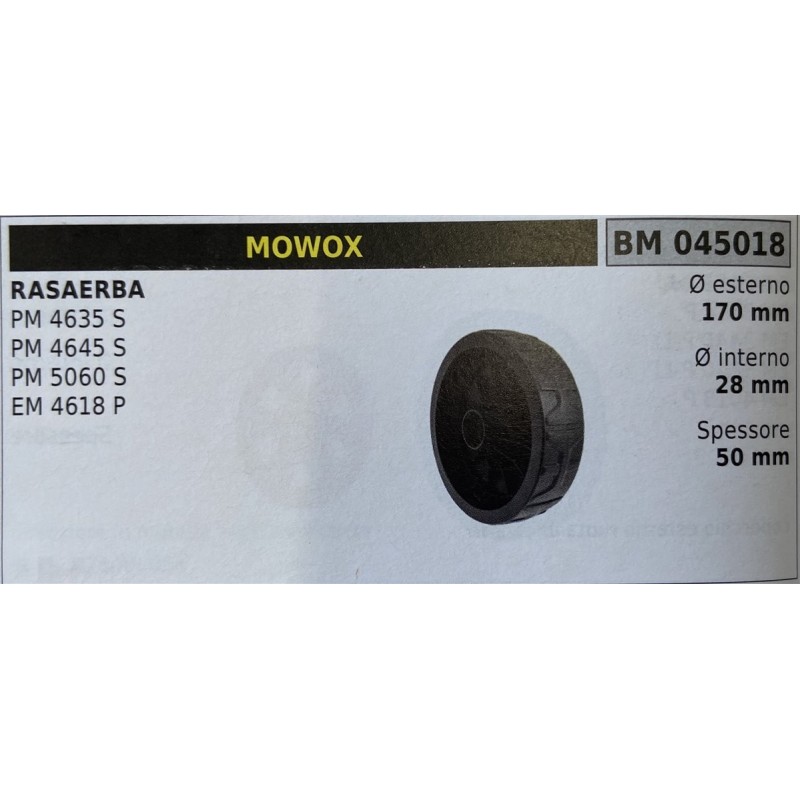 MOWOX
BM 045018
RASAERBA
PM 4635 S
PM 4645 S
PM 5060 S
EM 4618 P
Ø esterno
170 mm
Ø interno
28 mm
Spessore
50 mm